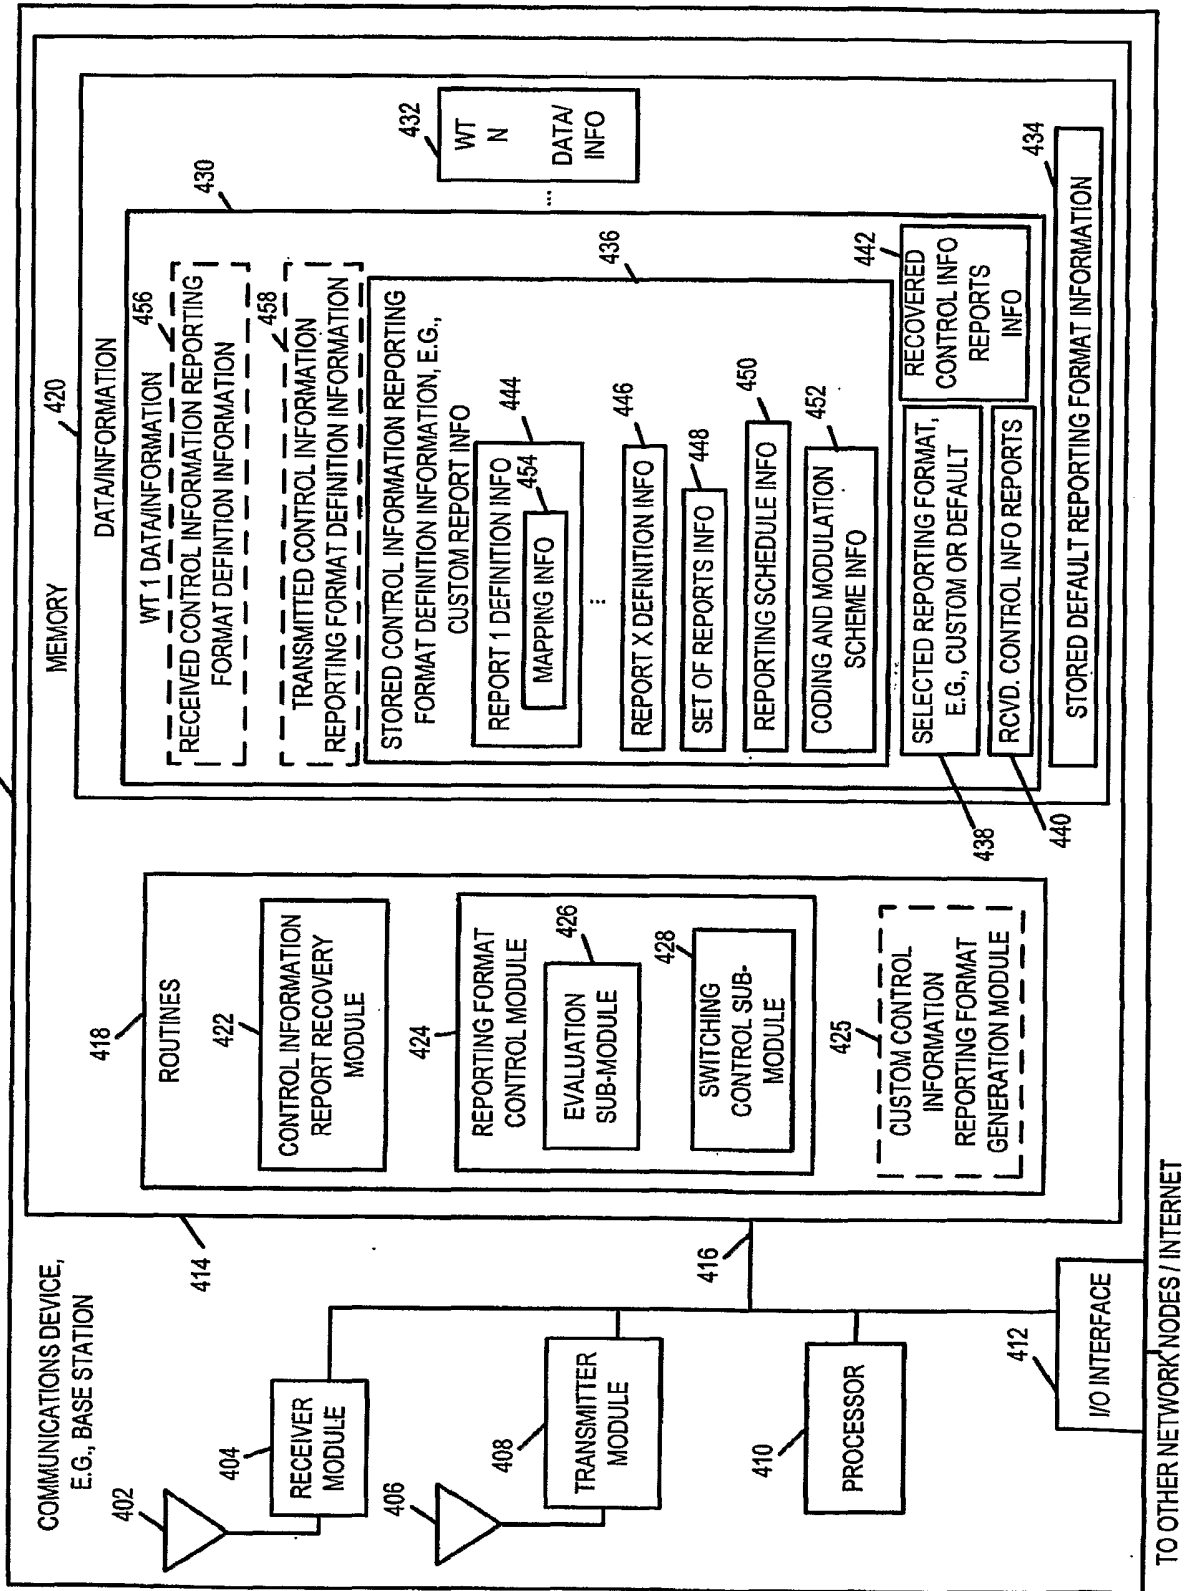 COMMUNICATIONS DEVICE,
E.G., BASE STATION
402
404
RECEIVER
MODULE
406
408
TRANSMITTER
MODULE
410
PROCESSOR
412
I/O INTERFACE
TO OTHER NETWORK NODES / INTERNET
414
416
MEMORY
418
ROUTINES
422
CONTROL INFORMATION
REPORT RECOVERY
MODULE
424
REPORTING FORMAT
CONTROL MODULE
426
EVALUATION
SUB-MODULE
428
SWITCHING
CONTROL SUB-
MODULE
425
CUSTOM CONTROL
INFORMATION
REPORTING FORMAT
GENERATION MODULE
420
DATA/INFORMATION
430
WT 1 DATA/INFORMATION
456
RECEIVED CONTROL INFORMATION REPORTING
FORMAT DEFINITION INFORMATION
458
TRANSMITTED CONTROL INFORMATION
REPORTING FORMAT DEFINITION INFORMATION
436
STORED CONTROL INFORMATION REPORTING
FORMAT DEFINITION INFORMATION, E.G.,
CUSTOM REPORT INFO
444
REPORT 1 DEFINITION INFO
454
MAPPING INFO
...
446
REPORT X DEFINITION INFO
448
SET OF REPORTS INFO
450
REPORTING SCHEDULE INFO
452
CODING AND MODULATION
SCHEME INFO
438
SELECTED REPORTING FORMAT,
E.G., CUSTOM OR DEFAULT
440
RCVD. CONTROL INFO REPORTS
442
RECOVERED
CONTROL INFO
REPORTS
INFO
...
432
WT
N
DATA/
INFO
434
STORED DEFAULT REPORTING FORMAT INFORMATION